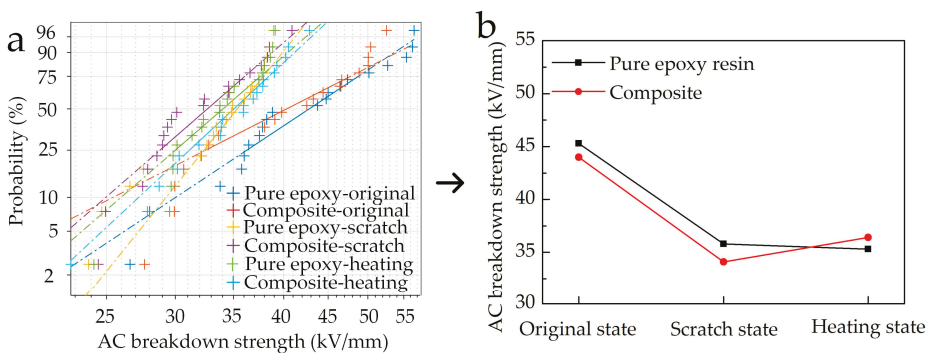 a
Probability (%)
96
90
75
50
25
10
5
2
Pure epoxy-original
Composite-original
Pure epoxy-scratch
Composite-scratch
Pure epoxy-heating
Composite-heating
25 30 35 40 45 50 55
AC breakdown strength (kV/mm)
b
AC breakdown strength (kV/mm)
55
50
45
40
35
30
Pure epoxy resin
Composite
Original state Scratch state Heating state